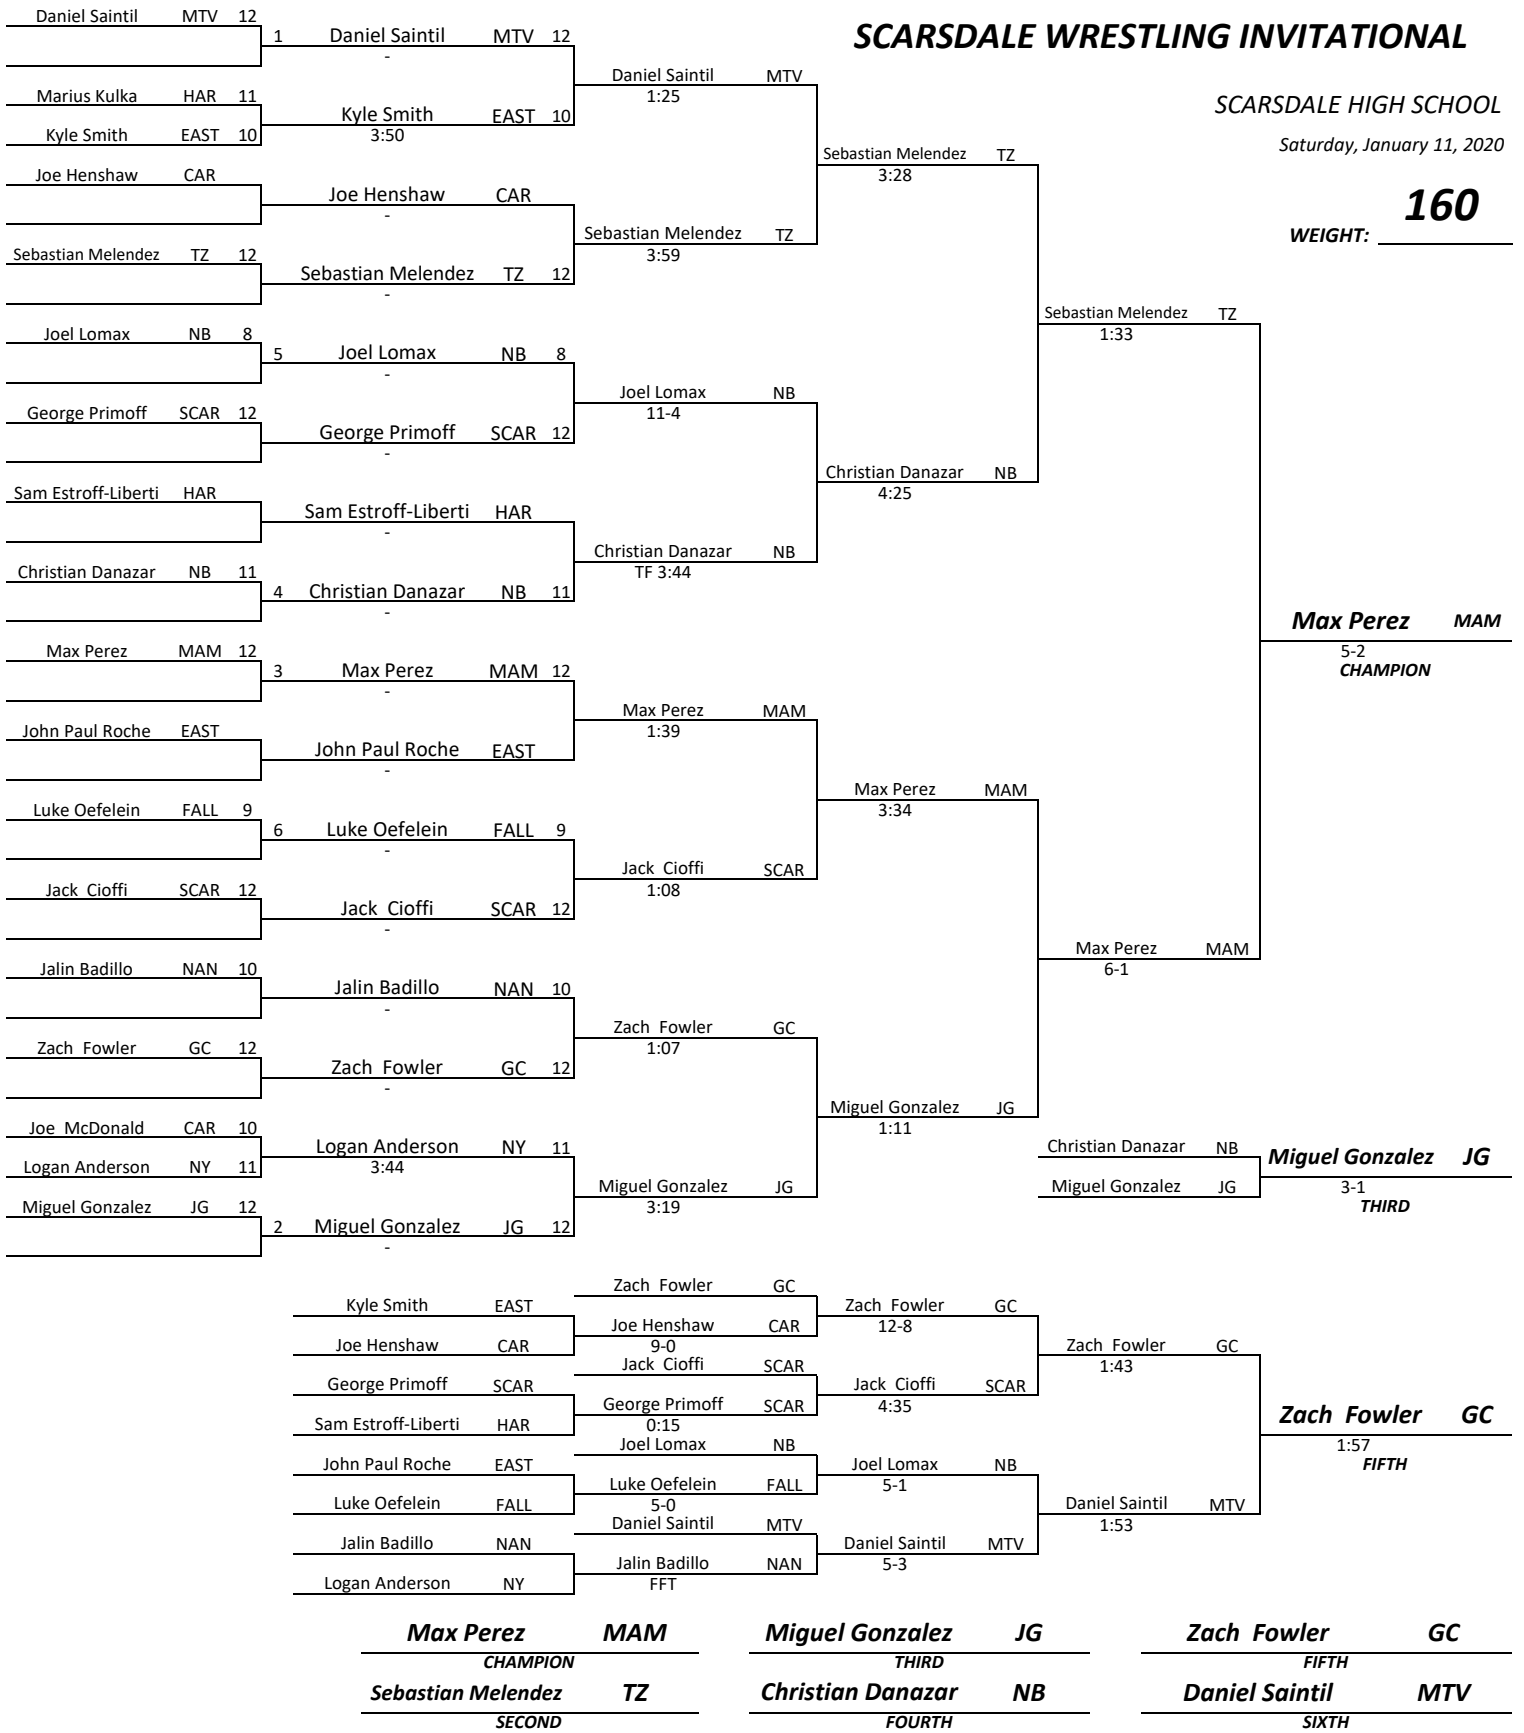 Daniel Saintil MTV 12
1 Daniel Saintil MTV 12
-
SCARSDALE WRESTLING INVITATIONAL
Daniel Saintil MTV
1:25
Marius Kulka HAR 11
SCARSDALE HIGH SCHOOL
Kyle Smith EAST 10
3:50
Kyle Smith EAST 10
Saturday, January 11, 2020
Sebastian Melendez TZ
3:28
Joe Henshaw CAR
Joe Henshaw CAR
-
160
WEIGHT:
Sebastian Melendez TZ
3:59
Sebastian Melendez TZ 12
Sebastian Melendez TZ 12
-
Sebastian Melendez TZ
1:33
Joel Lomax NB 8
5 Joel Lomax NB 8
-
Joel Lomax NB
11-4
George Primoff SCAR 12
George Primoff SCAR 12
-
Christian Danazar NB
4:25
Sam Estroff-Liberti HAR
Sam Estroff-Liberti HAR
-
Christian Danazar NB
TF 3:44
Christian Danazar NB 11
4 Christian Danazar NB 11
-
Max Perez MAM
5-2
CHAMPION
Max Perez MAM 12
3 Max Perez MAM 12
-
Max Perez MAM
1:39
John Paul Roche EAST
John Paul Roche EAST
-
Max Perez MAM
3:34
Luke Oefelein FALL 9
6 Luke Oefelein FALL 9
-
Jack Cioffi SCAR
1:08
Jack Cioffi SCAR 12
Jack Cioffi SCAR 12
-
Max Perez MAM
6-1
Jalin Badillo NAN 10
Jalin Badillo NAN 10
-
Zach Fowler GC
1:07
Zach Fowler GC 12
Zach Fowler GC 12
-
Miguel Gonzalez JG
1:11
Joe McDonald CAR 10
Logan Anderson NY 11
3:44
Logan Anderson NY 11
Christian Danazar NB
Miguel Gonzalez JG
3-1
THIRD
Miguel Gonzalez JG
Miguel Gonzalez JG
3:19
Miguel Gonzalez JG 12
2 Miguel Gonzalez JG 12
-
Zach Fowler GC
Kyle Smith EAST
Zach Fowler GC
12-8
Joe Henshaw CAR
9-0
Joe Henshaw CAR
Zach Fowler GC
1:43
Jack Cioffi SCAR
George Primoff SCAR
Jack Cioffi SCAR
4:35
George Primoff SCAR
0:15
Sam Estroff-Liberti HAR
Zach Fowler GC
1:57
FIFTH
Joel Lomax NB
John Paul Roche EAST
Joel Lomax NB
5-1
Luke Oefelein FALL
5-0
Luke Oefelein FALL
Daniel Saintil MTV
1:53
Daniel Saintil MTV
Jalin Badillo NAN
Daniel Saintil MTV
5-3
Jalin Badillo NAN
FFT
Logan Anderson NY
Max Perez MAM
CHAMPION
Miguel Gonzalez JG
THIRD
Zach Fowler GC
FIFTH
Sebastian Melendez TZ
SECOND
Christian Danazar NB
FOURTH
Daniel Saintil MTV
SIXTH